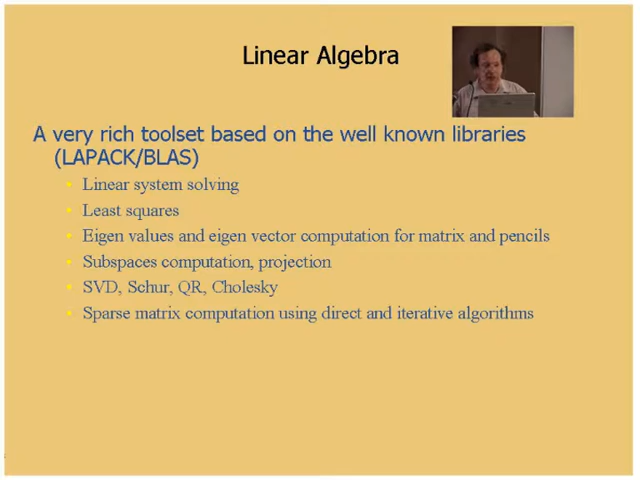 Linear Algebra
A very rich toolset based on the well known libraries
(LAPACK/BLAS)
Linear system solving
Least squares
Eigen values and eigen vector computation for matrix and pencils
Subspaces computation, projection
SVD, Schur, QR, Cholesky
Sparse matrix computation using direct and iterative algorithms